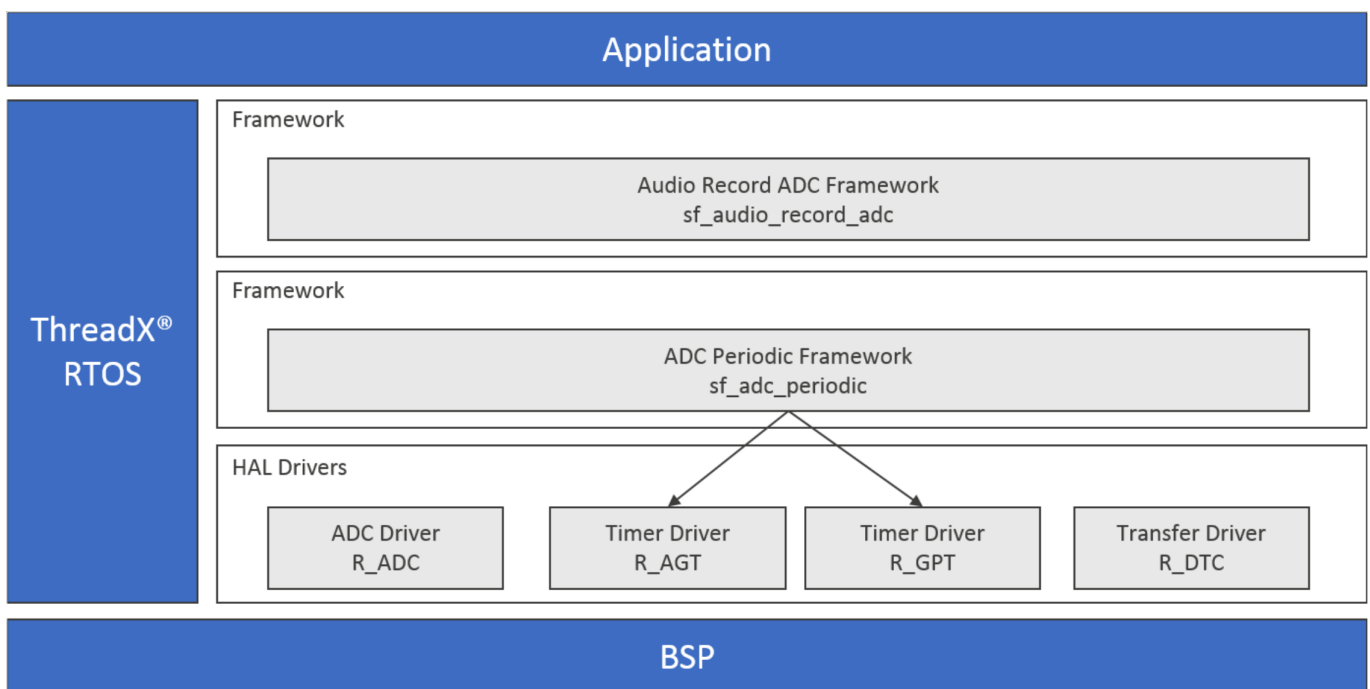 Application
ThreadX®
RTOS
Framework
Audio Record ADC Framework
sf_audio_record_adc
Framework
ADC Periodic Framework
sf_adc_periodic
HAL Drivers
ADC Driver
R_ADC
Timer Driver
R_AGT
Timer Driver
R_GPT
Transfer Driver
R_DTC
BSP